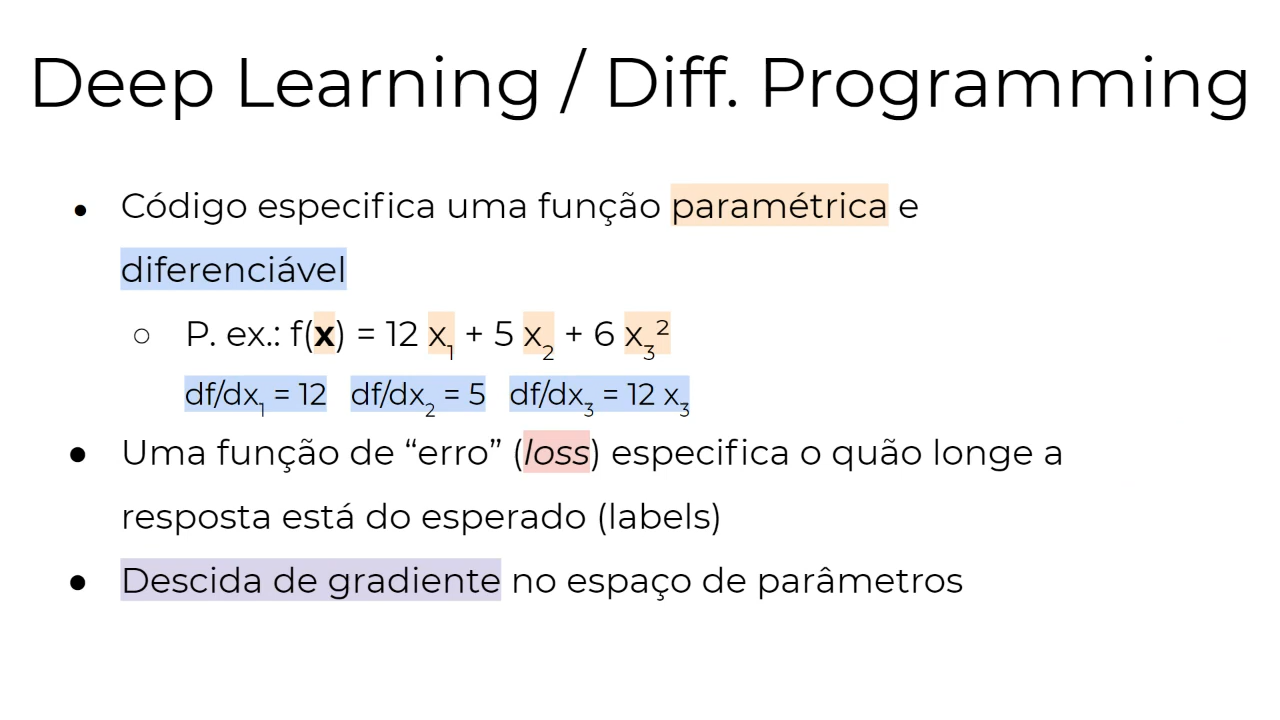 Deep Learning / Diff. Programming
● Código especifica uma função paramétrica e
diferenciável
○ P. ex.: f(x) = 12 x₁ + 5 x₂ + 6 x₃²
df/dx₁ = 12 df/dx₂ = 5 df/dx₃ = 12 x₃
● Uma função de “erro” (loss) especifica o quão longe a
resposta está do esperado (labels)
● Descida de gradiente no espaço de parâmetros